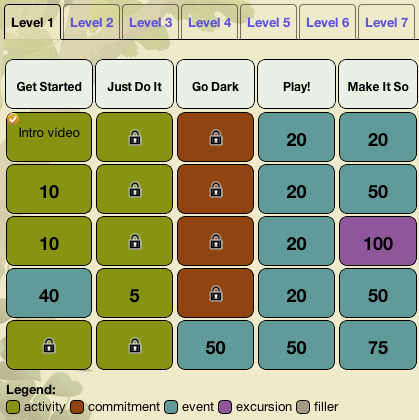 Level 1 Level 2 Level 3 Level 4 Level 5 Level 6 Level 7
Get Started Just Do It Go Dark Play! Make It So
Intro video 20 20
10 20 50
10 20 100
40 5 20 50
50 50 75
Legend:
activity commitment event excursion filler